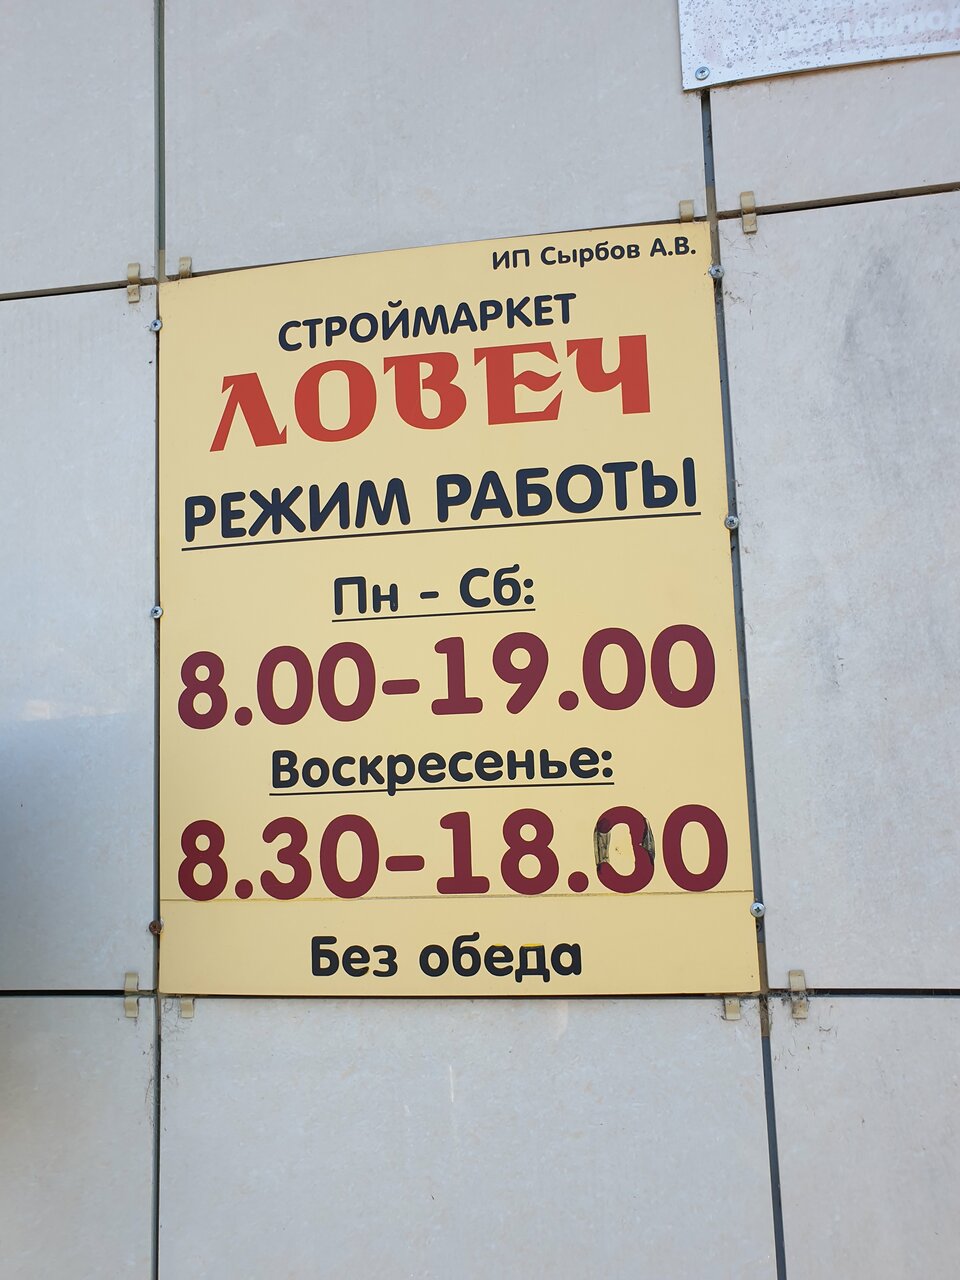 ИП Сырбов А.В.
СТРОЙМАРКЕТ
ЛОВЕЧ
РЕЖИМ РАБОТЫ
Пн - Сб:
8.00-19.00
Воскресенье:
8.30-18.00
Без обеда